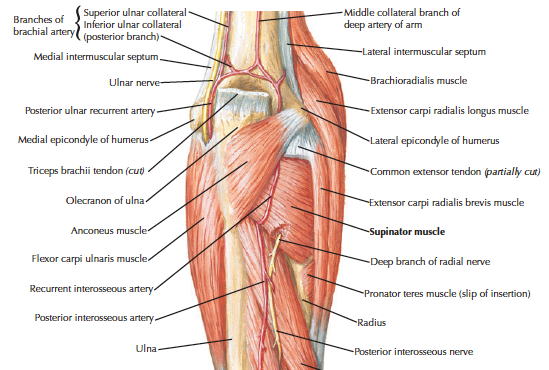 Branches of
brachial artery
Superior ulnar collateral
Inferior ulnar collateral
(posterior branch)
Medial intermuscular septum
Ulnar nerve
Posterior ulnar recurrent artery
Medial epicondyle of humerus
Triceps brachii tendon (cut)
Olecranon of ulna
Anconeus muscle
Flexor carpi ulnaris muscle
Recurrent interosseous artery
Posterior interosseous artery
Ulna
Middle collateral branch of
deep artery of arm
Lateral intermuscular septum
Brachioradialis muscle
Extensor carpi radialis longus muscle
Lateral epicondyle of humerus
Common extensor tendon (partially cut)
Extensor carpi radialis brevis muscle
Supinator muscle
Deep branch of radial nerve
Pronator teres muscle (slip of insertion)
Radius
Posterior interosseous nerve